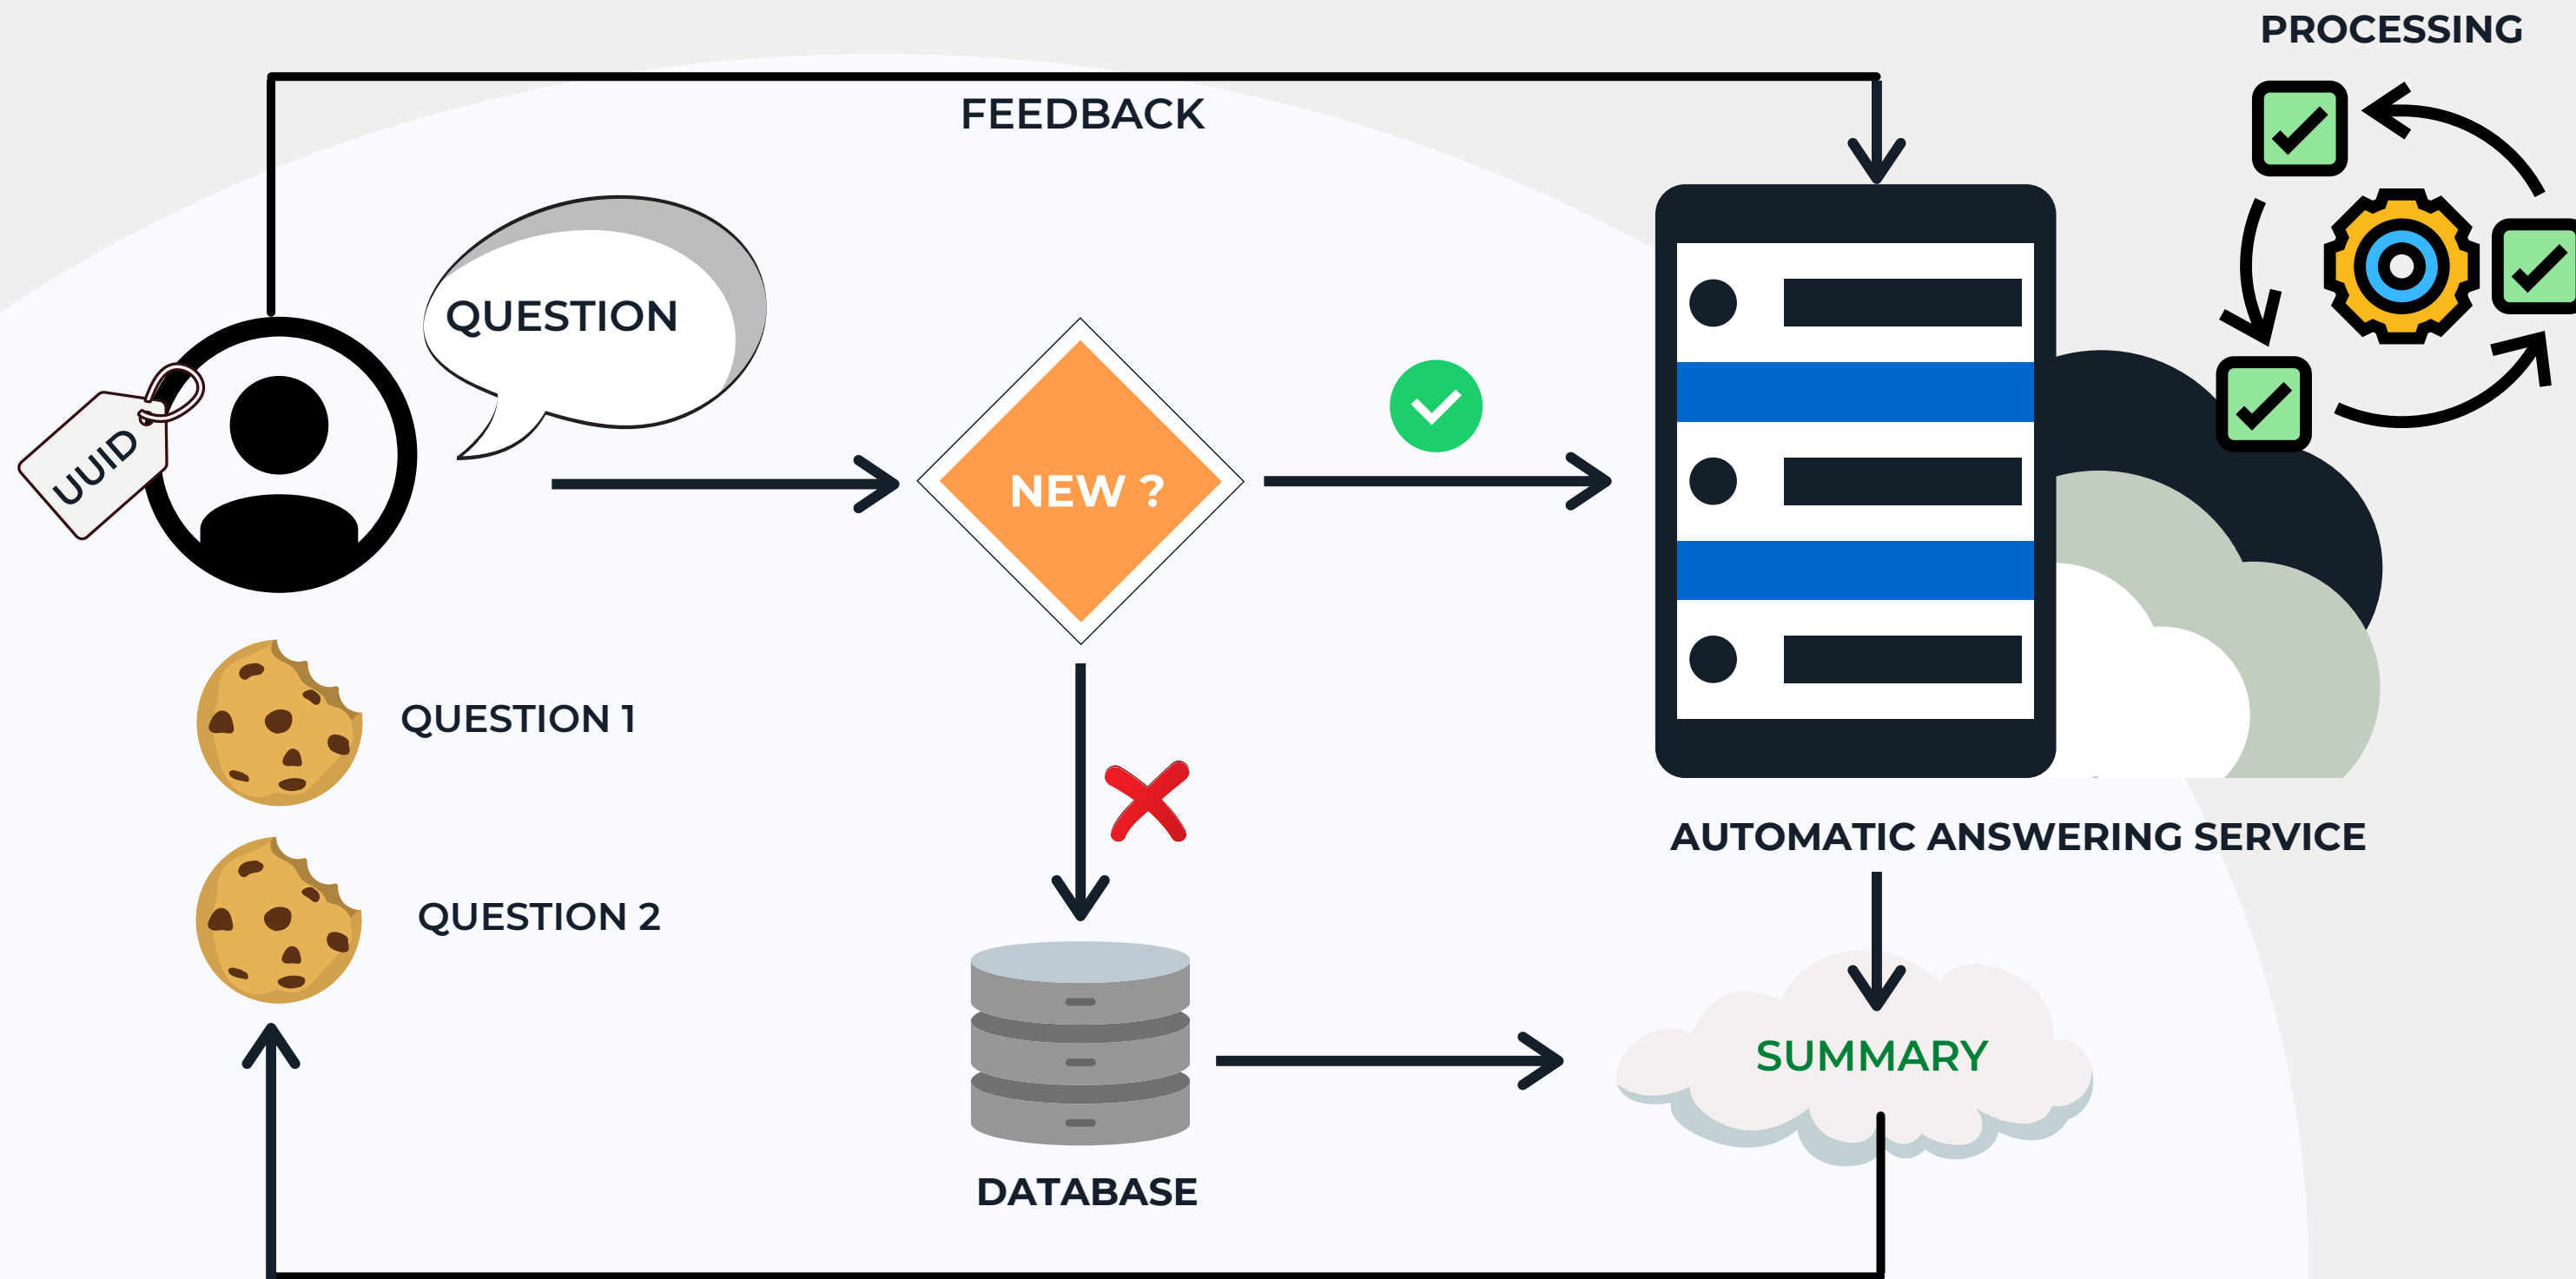 PROCESSING
FEEDBACK
QUESTION
UUID
NEW ?
QUESTION 1
QUESTION 2
AUTOMATIC ANSWERING SERVICE
SUMMARY
DATABASE